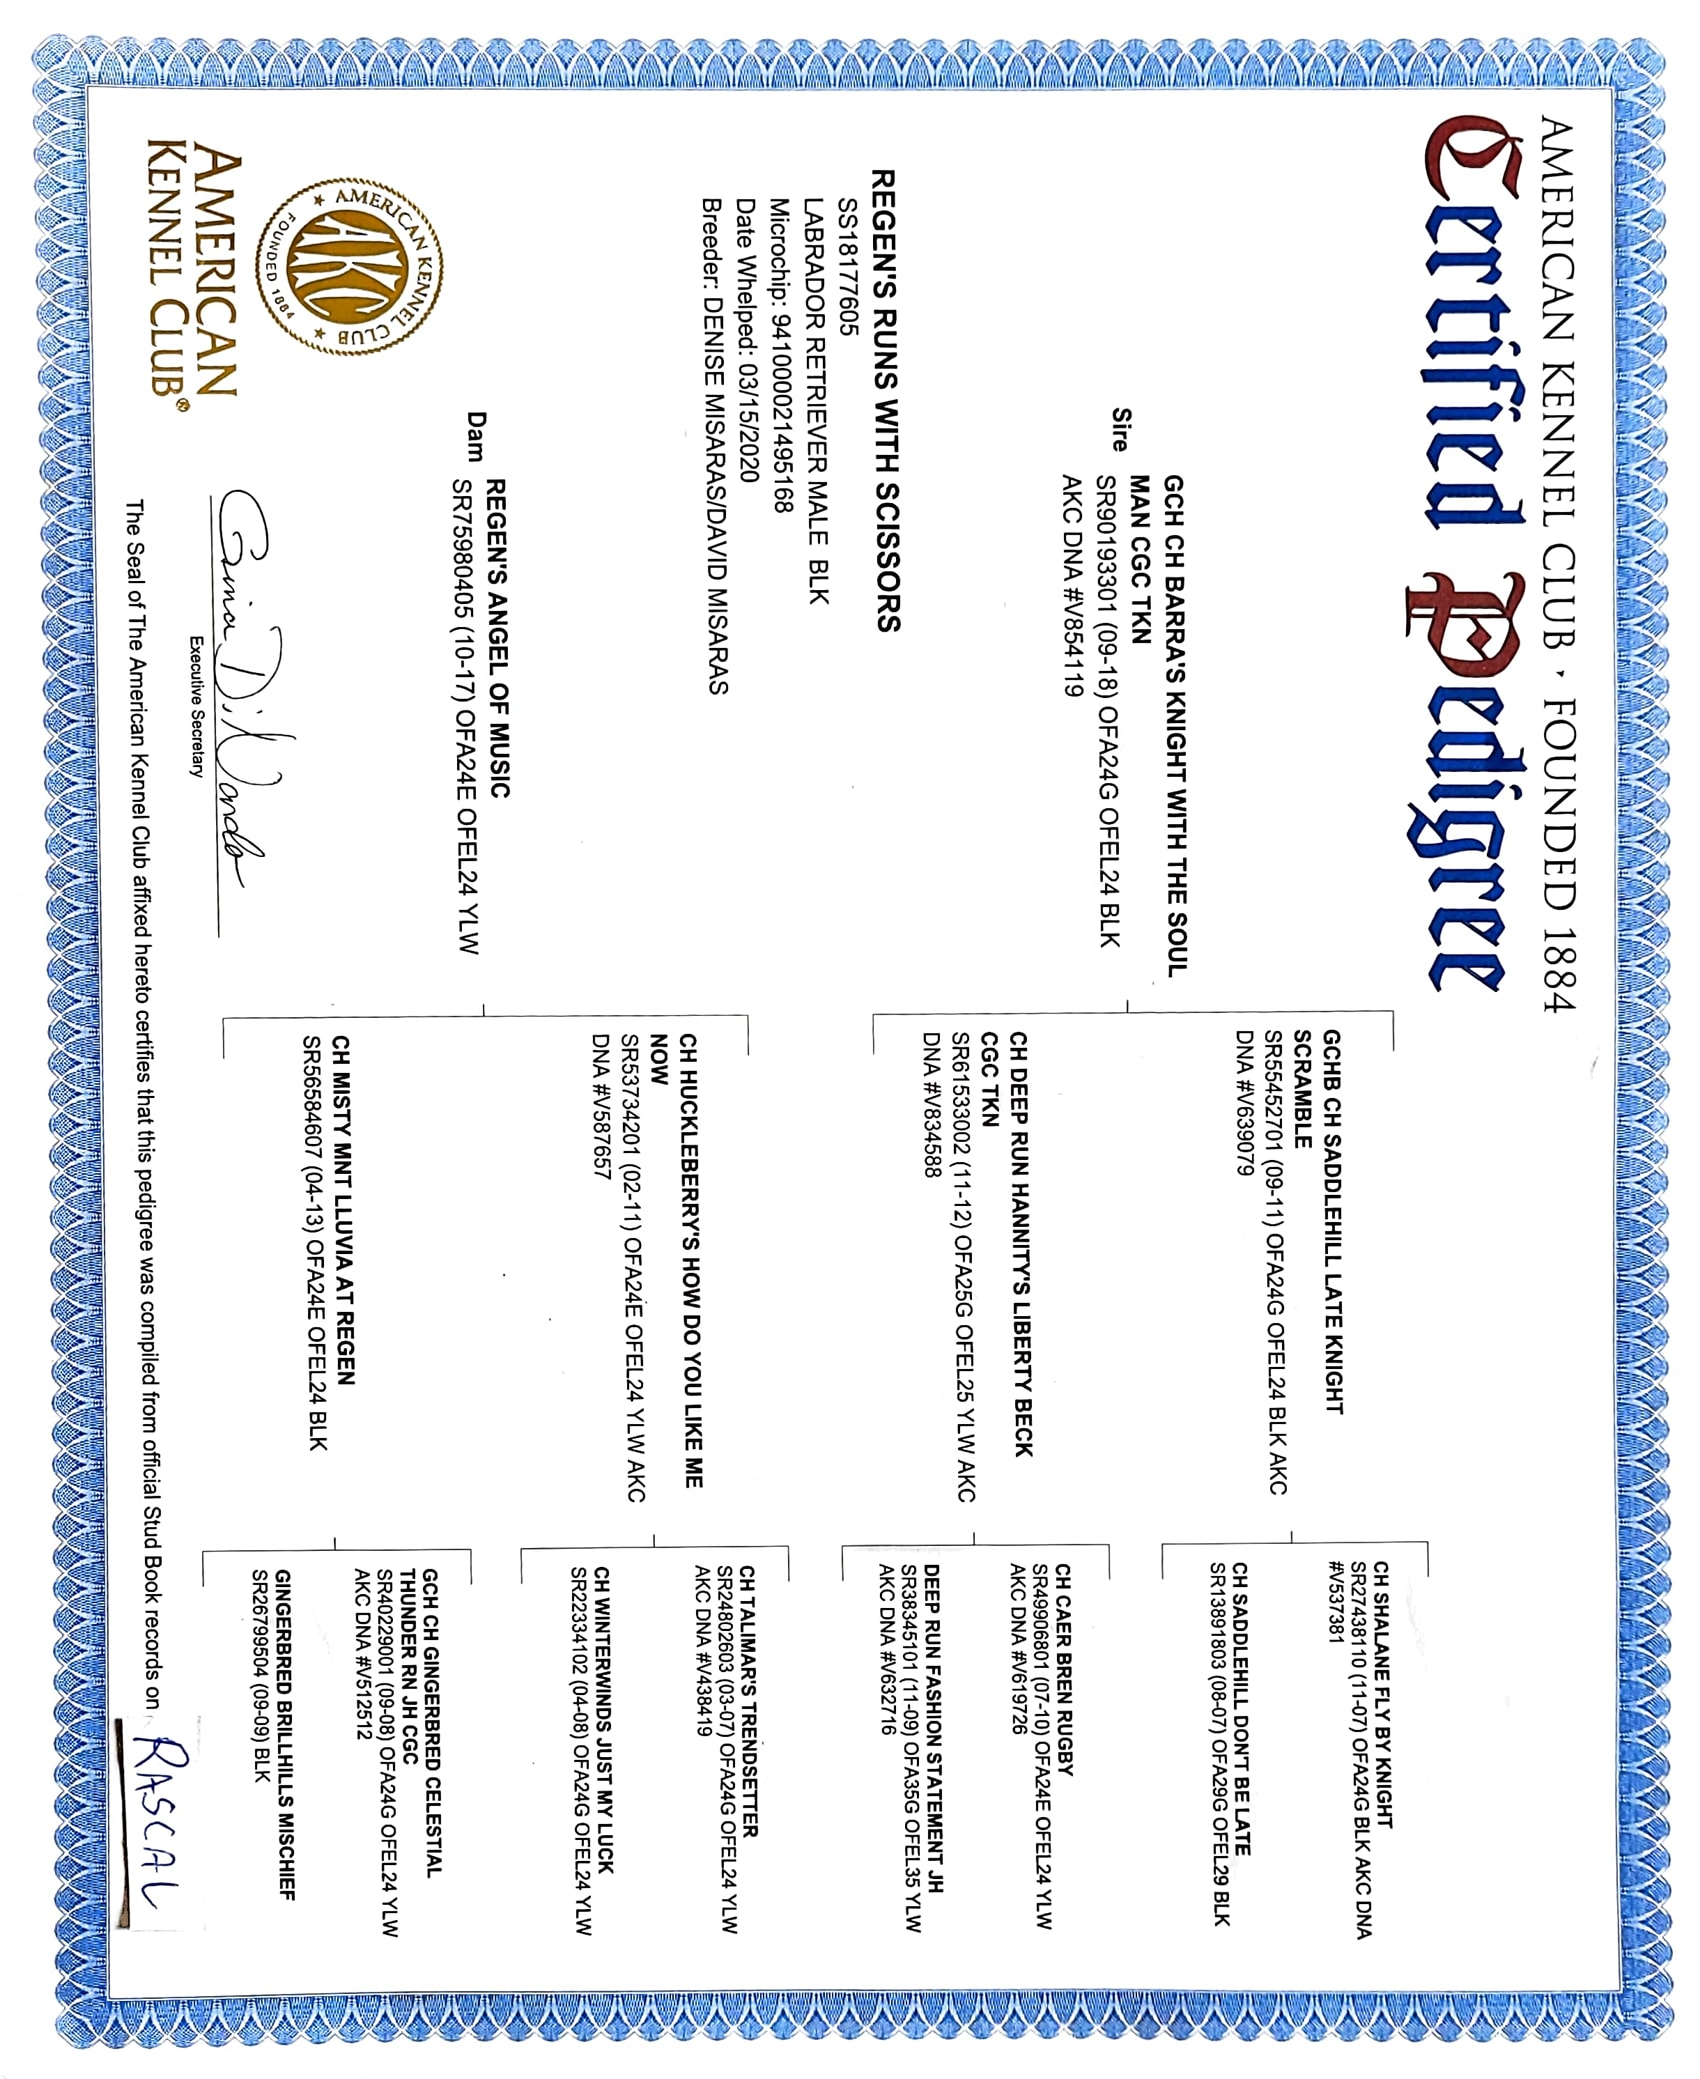 AMERICAN KENNEL CLUB · FOUNDED 1884
Certified Pedigree
CH SHALANE FLY BY KNIGHT
SR27438110 (11-07) OFA24G BLK AKC DNA
#V537381
GCHB CH SADDLEHILL LATE KNIGHT
SCRAMBLE
SR55452701 (09-11) OFA24G OFEL24 BLK AKC
DNA #V639079
CH SADDLEHILL DON'T BE LATE
SR13891803 (08-07) OFA29G OFEL29 BLK
Sire
GCH CH BARRA'S KNIGHT WITH THE SOUL
MAN CGC TKN
SR90193301 (09-18) OFA24G OFEL24 BLK
AKC DNA #V854119
CH CAER BREN RUGBY
SR49906801 (07-10) OFA24E OFEL24 YLW
AKC DNA #V619726
CH DEEP RUN HANNITY'S LIBERTY BECK
CGC TKN
SR61533002 (11-12) OFA25G OFEL25 YLW AKC
DNA #V834588
DEEP RUN FASHION STATEMENT JH
SR38345101 (11-09) OFA35G OFEL35 YLW
AKC DNA #V632716
REGEN'S RUNS WITH SCISSORS
SS18177605
LABRADOR RETRIEVER MALE BLK
Microchip: 941000021495168
Date Whelped: 03/15/2020
Breeder: DENISE MISARAS/DAVID MISARAS
CH TALIMAR'S TRENDSETTER
SR24802603 (03-07) OFA24G OFEL24 YLW
AKC DNA #V438419
CH HUCKLEBERRY'S HOW DO YOU LIKE ME
NOW
SR53734201 (02-11) OFA24E OFEL24 YLW AKC
DNA #V587657
CH WINTERWINDS JUST MY LUCK
SR22334102 (04-08) OFA24G OFEL24 YLW
Dam
REGEN'S ANGEL OF MUSIC
SR75980405 (10-17) OFA24E OFEL24 YLW
GCH CH GINGERBRED CELESTIAL
THUNDER RN JH CGC
SR40229001 (09-08) OFA24G OFEL24 YLW
AKC DNA #V512512
CH MISTY MNT LLUVIA AT REGEN
SR56584607 (04-13) OFA24E OFEL24 BLK
GINGERBRED BRILLHILLS MISCHIEF
SR26799504 (09-09) BLK
AMERICAN KENNEL CLUB
AKC
FOUNDED 1884
AMERICAN
KENNEL CLUB®
Gina DiNardo
Executive Secretary
The Seal of The American Kennel Club affixed hereto certifies that this pedigree was compiled from official Stud Book records on
RASCAL